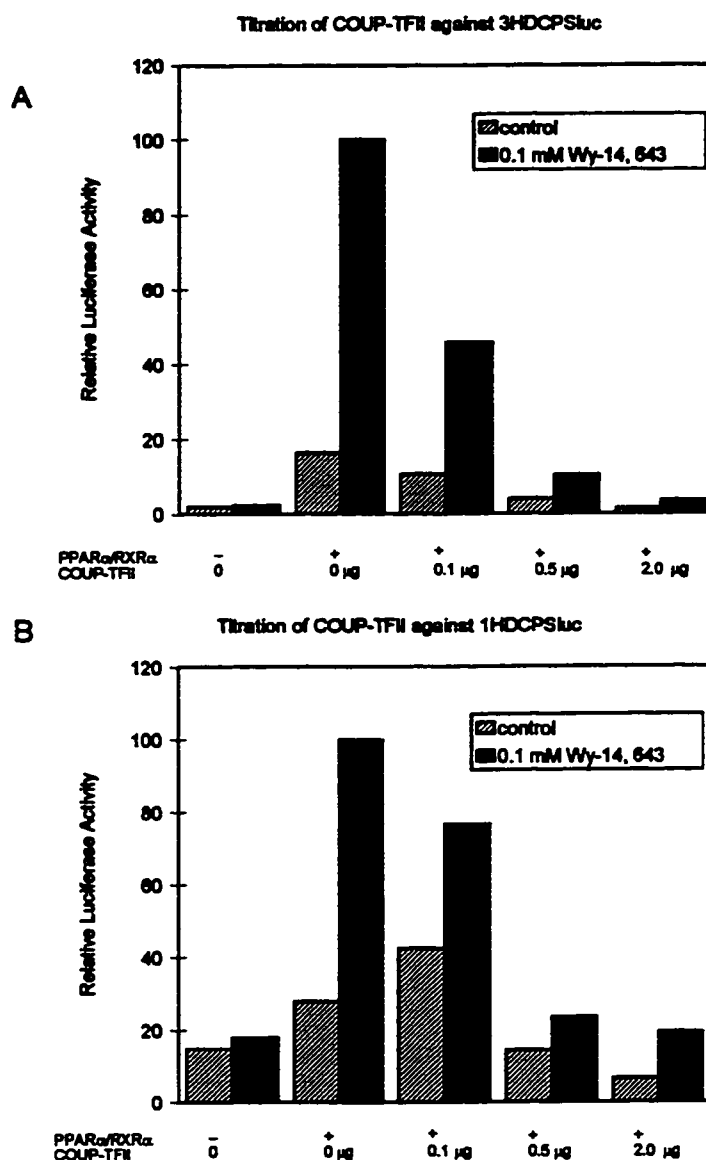 Titration of COUP-TFII against 3HDCPSluc
A
120
100
80
60
40
20
0
Relative Luciferase Activity
control
0.1 mM Wy-14, 643
PPARα/RXRα − + + + +
COUP-TFII 0 0 µg 0.1 µg 0.5 µg 2.0 µg
B
Titration of COUP-TFII against 1HDCPSluc
120
100
80
60
40
20
0
Relative Luciferase Activity
control
0.1 mM Wy-14, 643
PPARα/RXRα − + + + +
COUP-TFII 0 0 µg 0.1 µg 0.5 µg 2.0 µg